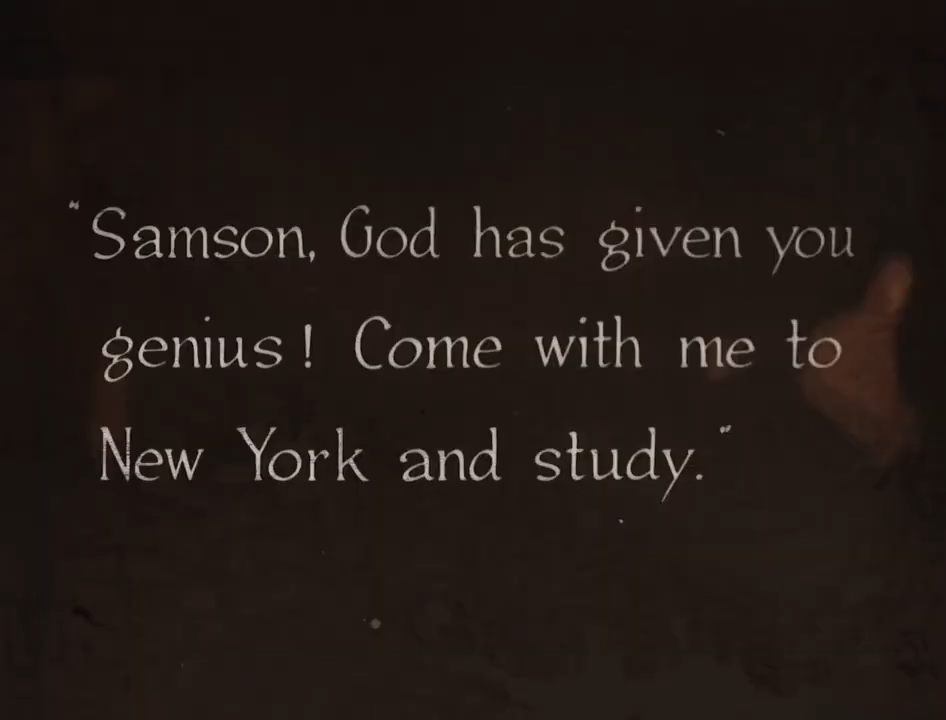 "Samson, God has given you
genius! Come with me to
New York and study."